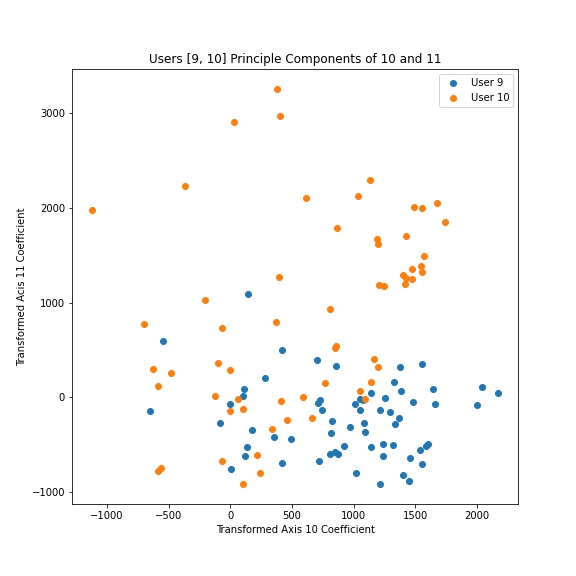 Users [9, 10] Principle Components of 10 and 11
User 9
User 10
Transformed Acis 11 Coefficient
3000
2000
1000
0
−1000
−1000
−500
0
500
1000
1500
2000
Transformed Axis 10 Coefficient